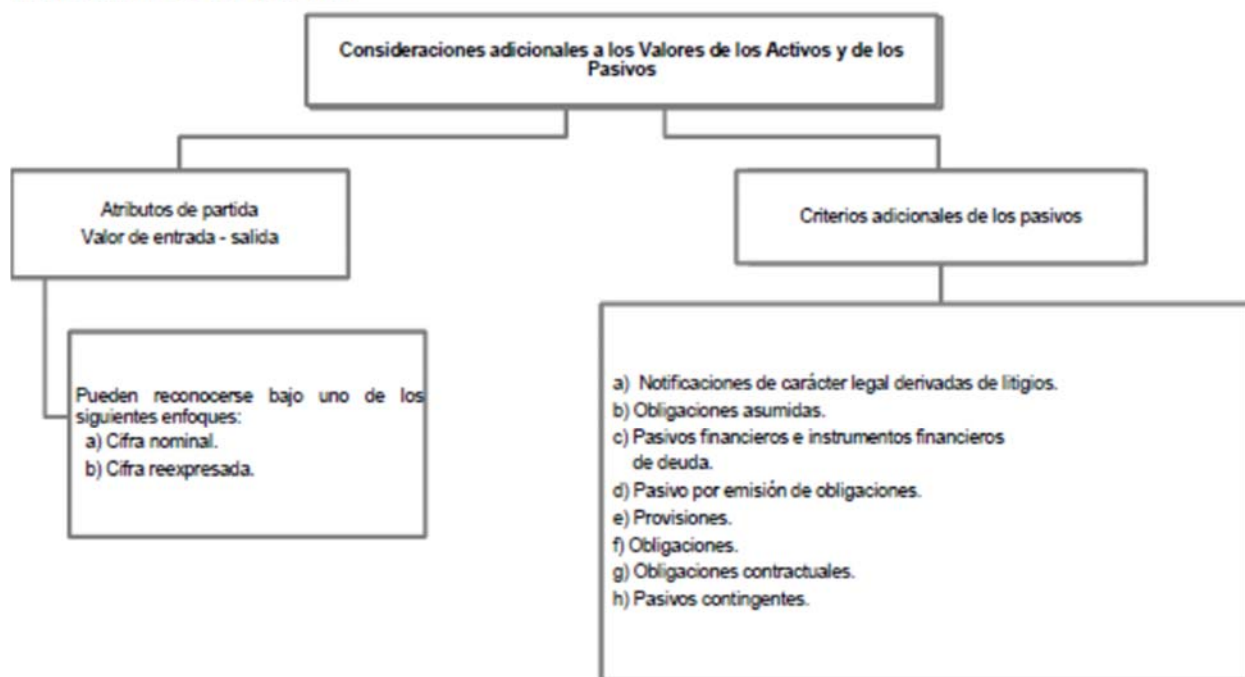 Consideraciones adicionales a los Valores de los Activos y de los
Pasivos
Atributos de partida
Valor de entrada - salida
Criterios adicionales de los pasivos
Pueden reconocerse bajo uno de los
siguientes enfoques:
a) Cifra nominal.
b) Cifra reexpresada.
a) Notificaciones de carácter legal derivadas de litigios.
b) Obligaciones asumidas.
c) Pasivos financieros e instrumentos financieros
de deuda.
d) Pasivo por emisión de obligaciones.
e) Provisiones.
f) Obligaciones.
g) Obligaciones contractuales.
h) Pasivos contingentes.